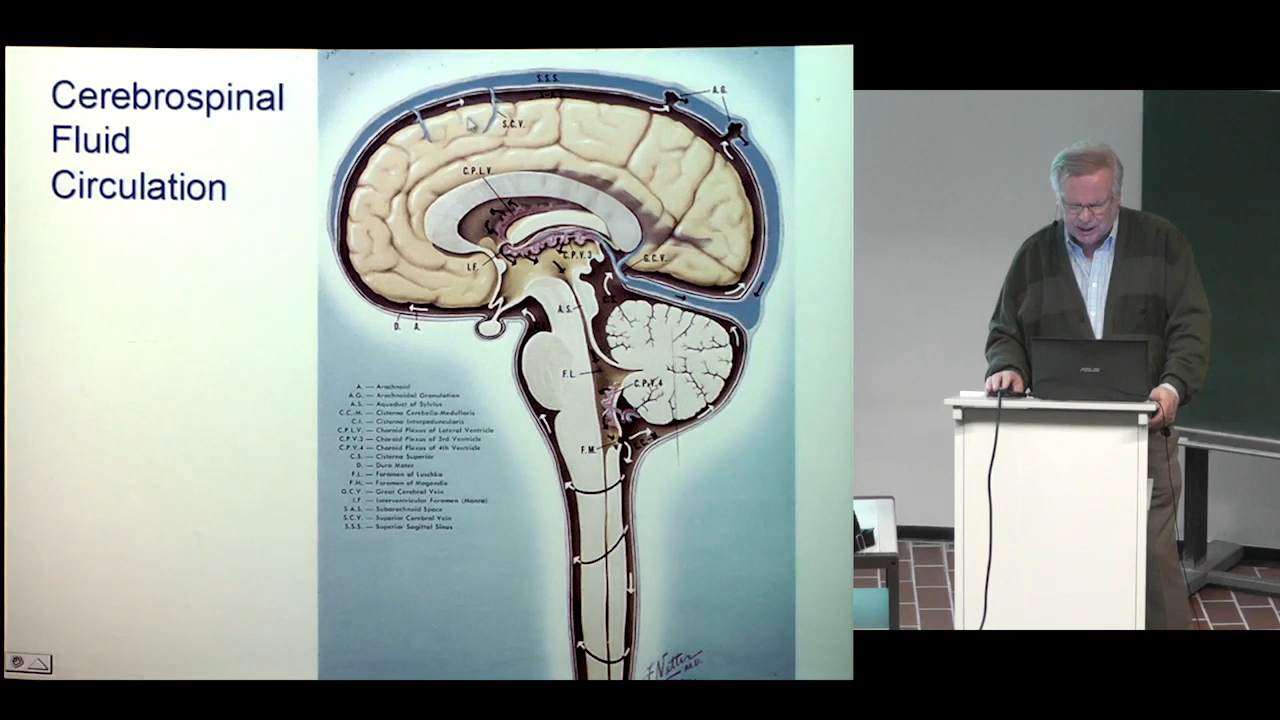 Cerebrospinal
Fluid
Circulation
S.S.S.
A.G.
S.C.V.
C.P.L.V.
C.P.V.3
G.C.V.
I.F.
C.S.
A.S.
D. A.
F.L.
C.P.V.4
F.M.
A. — Arachnoid
A.G. — Arachnoidal Granulation
A.S. — Aqueduct of Sylvius
C.C.-M. — Cisterna Cerebello-Medullaris
C.I. — Cisterna Interpeduncularis
C.P.L.V. — Choroid Plexus of Lateral Ventricle
C.P.V.3 — Choroid Plexus of 3rd Ventricle
C.P.V.4 — Choroid Plexus of 4th Ventricle
C.S. — Cisterna Superior
D. — Dura Mater
F.L. — Foramen of Luschka
F.M. — Foramen of Magendie
G.C.V. — Great Cerebral Vein
I.F. — Interventricular Foramen (Monro)
S.A.S. — Subarachnoid Space
S.C.V. — Superior Cerebral Vein
S.S.S. — Superior Sagittal Sinus
F. Netter
M.D.
ASUS